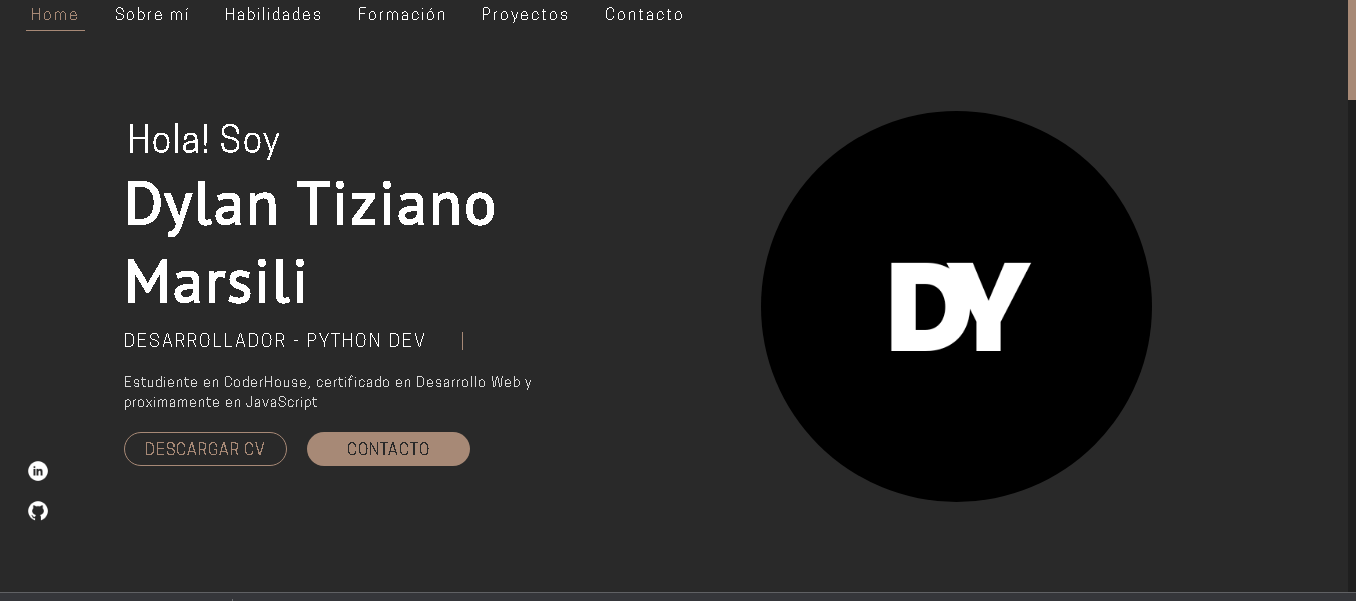 Home Sobre mí Habilidades Formación Proyectos Contacto
Hola! Soy
Dylan Tiziano
Marsili
DESARROLLADOR - PYTHON DEV
Estudiente en CoderHouse, certificado en Desarrollo Web y
proximamente en JavaScript
DESCARGAR CV CONTACTO
DY
in